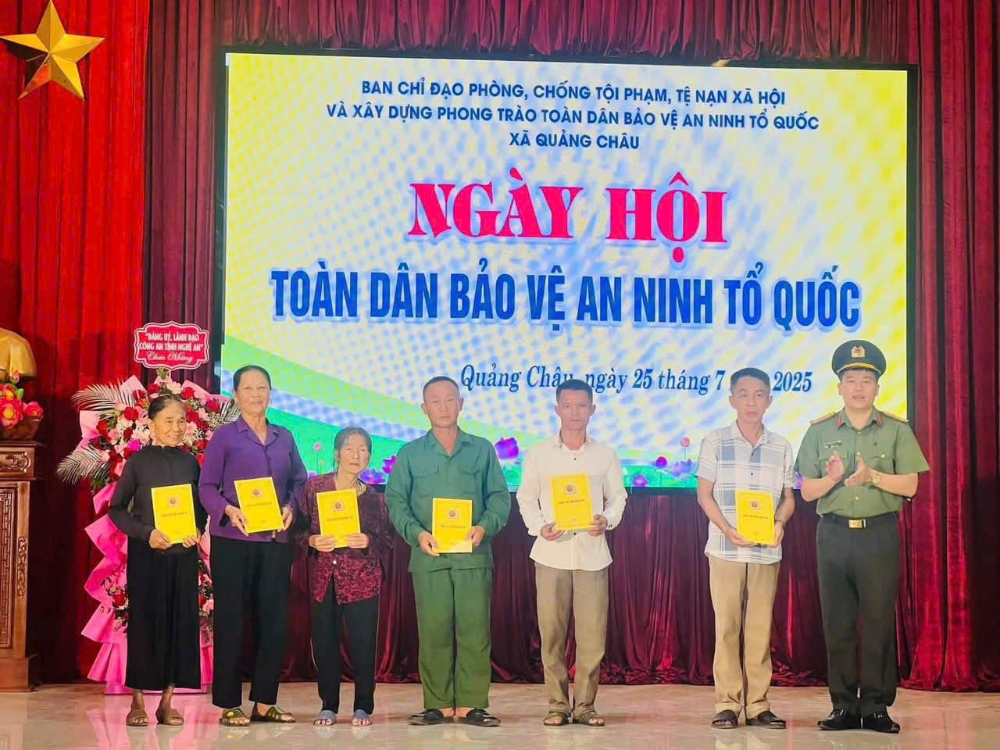 BAN CHỈ ĐẠO PHÒNG, CHỐNG TỘI PHẠM, TỆ NẠN XÃ HỘI
VÀ XÂY DỰNG PHONG TRÀO TOÀN DÂN BẢO VỆ AN NINH TỔ QUỐC
XÃ QUẢNG CHÂU
NGÀY HỘI
TOÀN DÂN BẢO VỆ AN NINH TỔ QUỐC
Quảng Châu, ngày 25 tháng 7 2025
"ĐẢNG UỶ, LÃNH ĐẠO
CÔNG AN TỈNH NGHỆ AN"
Chúc Mừng